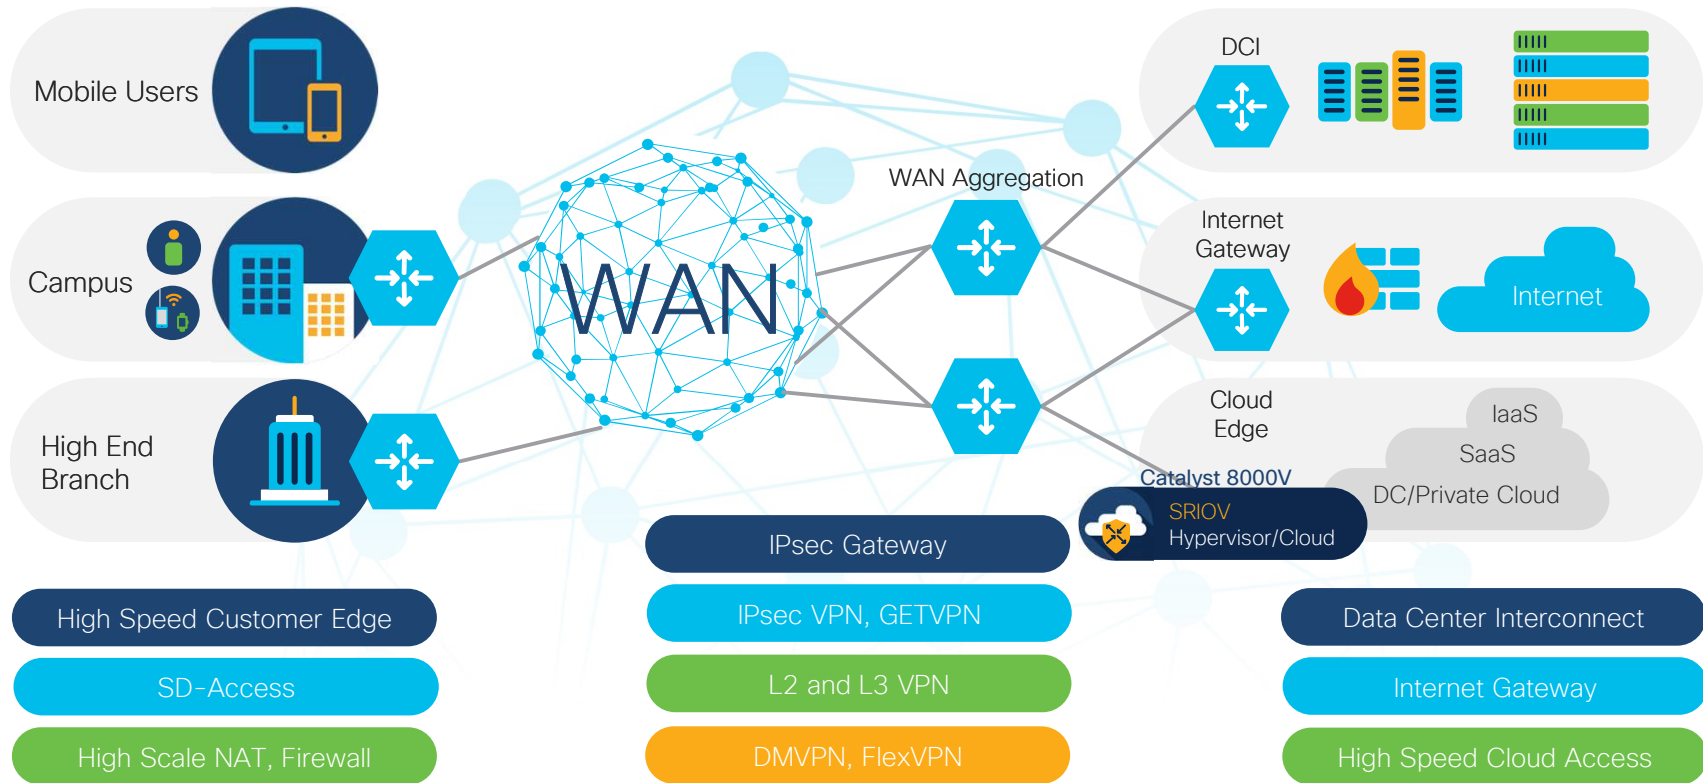 Mobile Users
Campus
High End
Branch
WAN
WAN Aggregation
DCI
Internet
Gateway
Internet
Cloud
Edge
IaaS
SaaS
DC/Private Cloud
Catalyst 8000V
SRIOV
Hypervisor/Cloud
High Speed Customer Edge
SD-Access
High Scale NAT, Firewall
IPsec Gateway
IPsec VPN, GETVPN
L2 and L3 VPN
DMVPN, FlexVPN
Data Center Interconnect
Internet Gateway
High Speed Cloud Access